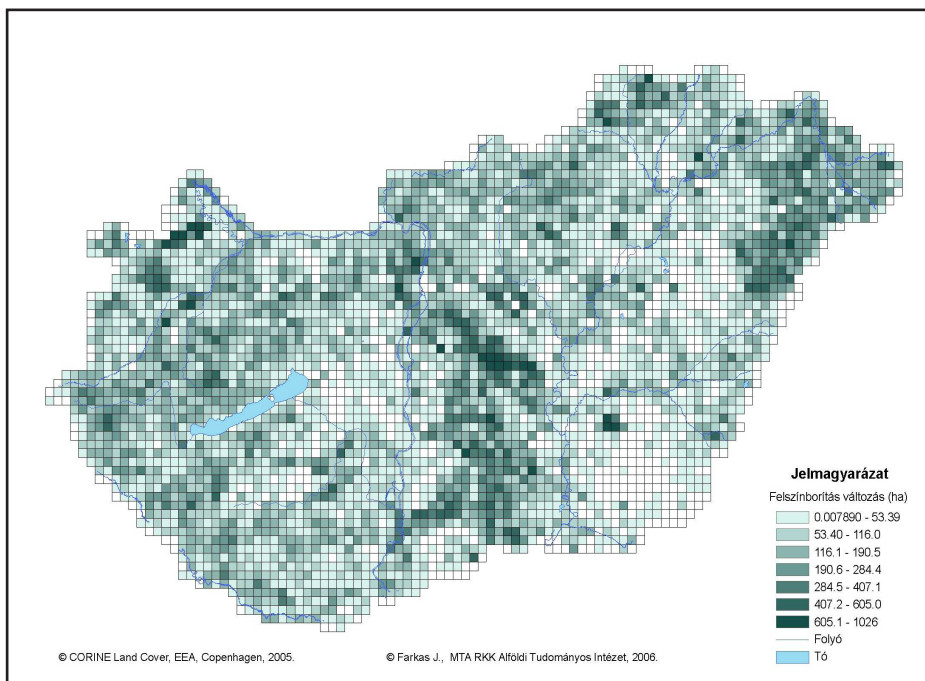 Jelmagyarázat
Felszínborítás változás (ha)
0.007890 - 53.39
53.40 - 116.0
116.1 - 190.5
190.6 - 284.4
284.5 - 407.1
407.2 - 605.0
605.1 - 1026
Folyó
Tó
© CORINE Land Cover, EEA, Copenhagen, 2005.
© Farkas J., MTA RKK Alföldi Tudományos Intézet, 2006.